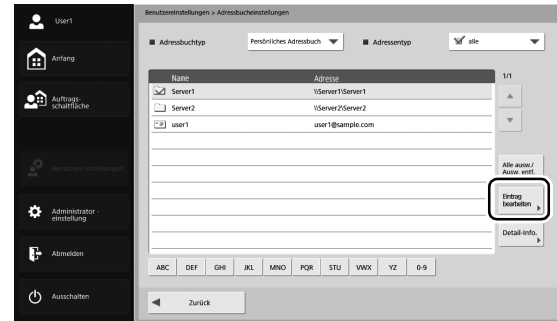 User1
Anfang
Auftrags-
schaltfläche
Benutzere instellungen
Administrator -
einstellung
Abmelden
Ausschalten
Benutzereinstellungen > Adressbucheinstellungen
Adressbuchtyp
Persönliches Adressbuch
Adressentyp
alle
Name
Adresse
1/1
Server1
\\Server1\Server1
Server2
\\Server2\Server2
user1
user1@sample.com
Alle ausw./
Ausw. entf.
Eintrag
bearbeiten
Detail-Info.
ABC DEF GHI JKL MNO PQR STU VWX YZ 0-9
Zurück